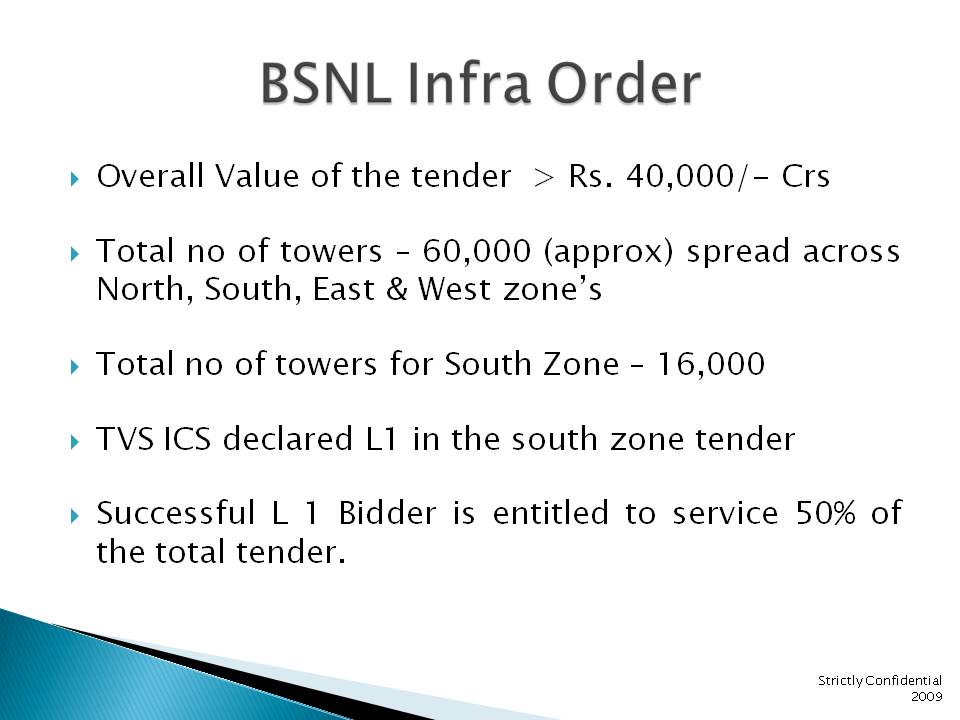 BSNL Infra Order
Overall Value of the tender > Rs. 40,000/- Crs
Total no of towers – 60,000 (approx) spread across
North, South, East & West zone’s
Total no of towers for South Zone – 16,000
TVS ICS declared L1 in the south zone tender
Successful L 1 Bidder is entitled to service 50% of
the total tender.
Strictly Confidential
2009